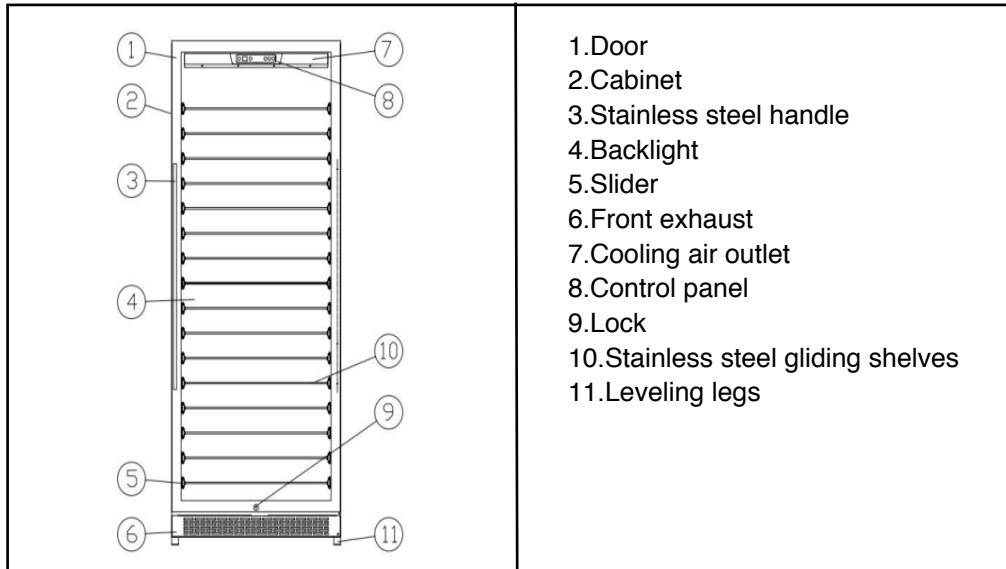 1
2
3
4
5
6
7
8
10
9
11
1.Door
2.Cabinet
3.Stainless steel handle
4.Backlight
5.Slider
6.Front exhaust
7.Cooling air outlet
8.Control panel
9.Lock
10.Stainless steel gliding shelves
11.Leveling legs